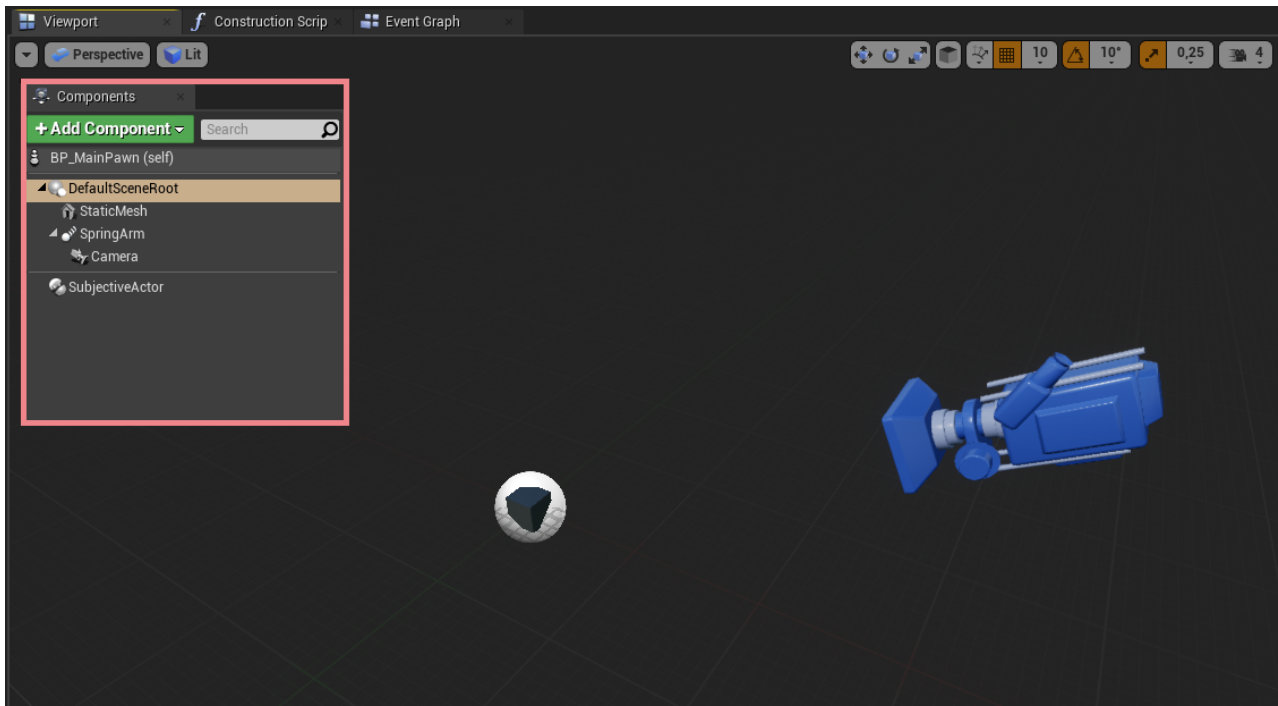 Viewport Construction Scrip Event Graph
Perspective Lit 10 10° 0,25 4
Components
+Add Component Search
BP_MainPawn (self)
DefaultSceneRoot
StaticMesh
SpringArm
Camera
SubjectiveActor